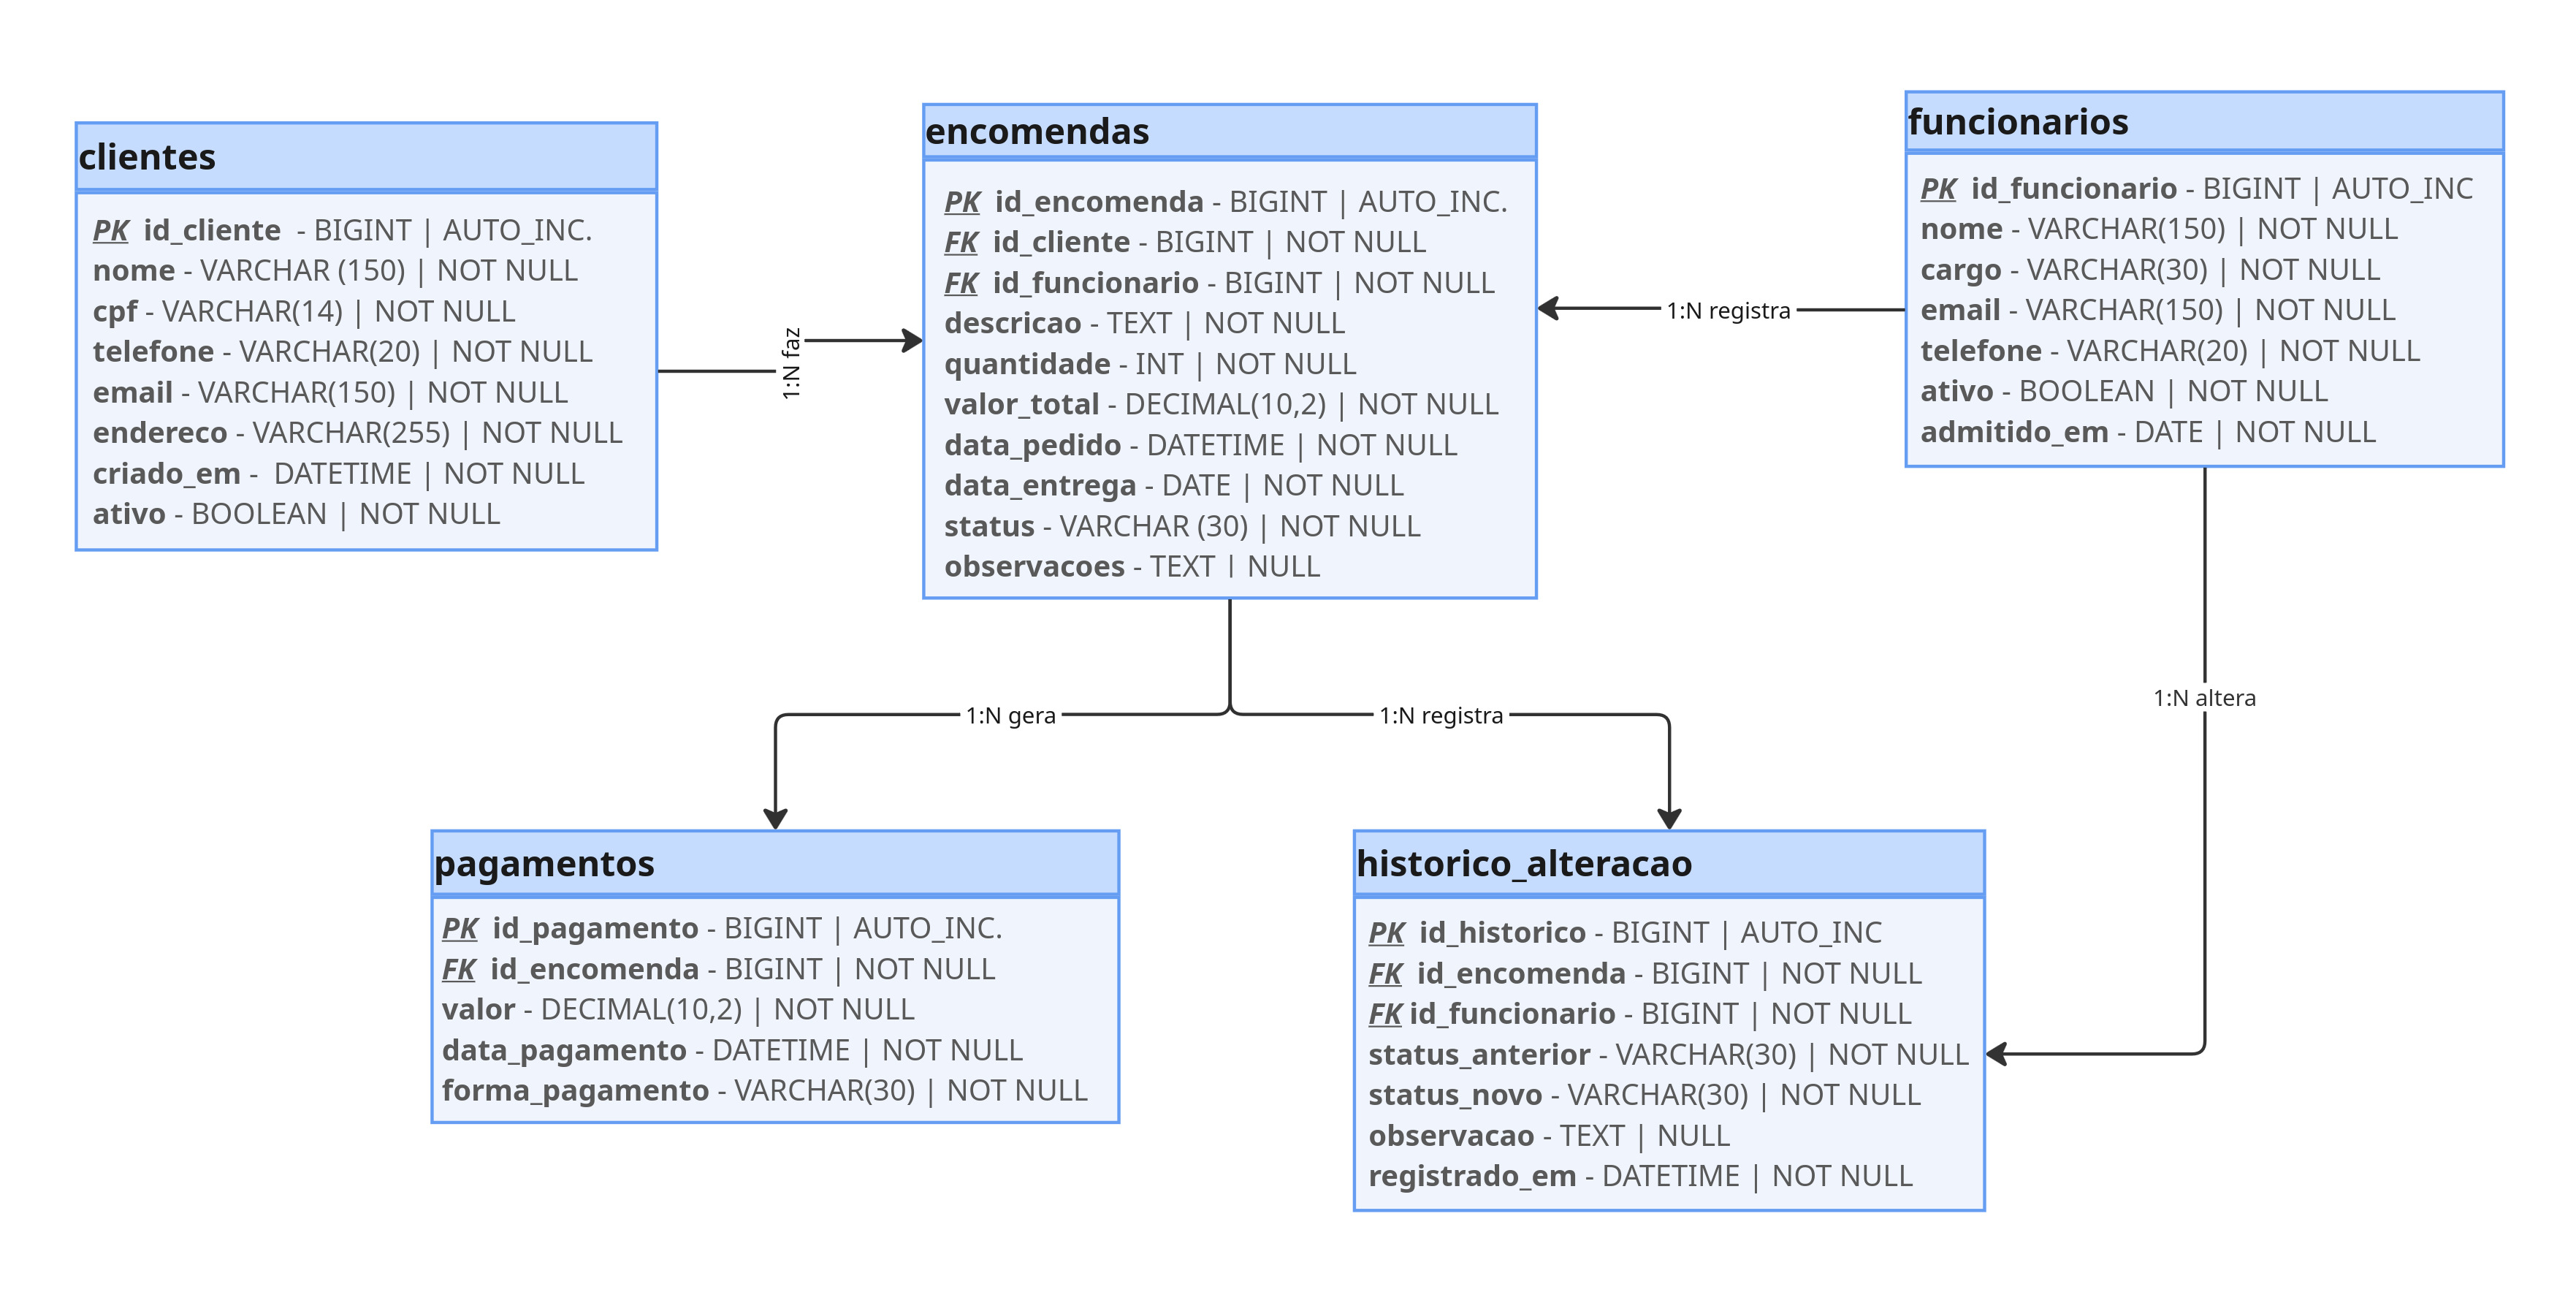 clientes
PK id_cliente - BIGINT | AUTO_INC.
nome - VARCHAR (150) | NOT NULL
cpf - VARCHAR(14) | NOT NULL
telefone - VARCHAR(20) | NOT NULL
email - VARCHAR(150) | NOT NULL
endereco - VARCHAR(255) | NOT NULL
criado_em - DATETIME | NOT NULL
ativo - BOOLEAN | NOT NULL
1:N faz
encomendas
PK id_encomenda - BIGINT | AUTO_INC.
FK id_cliente - BIGINT | NOT NULL
FK id_funcionario - BIGINT | NOT NULL
descricao - TEXT | NOT NULL
quantidade - INT | NOT NULL
valor_total - DECIMAL(10,2) | NOT NULL
data_pedido - DATETIME | NOT NULL
data_entrega - DATE | NOT NULL
status - VARCHAR (30) | NOT NULL
observacoes - TEXT | NULL
1:N registra
funcionarios
PK id_funcionario - BIGINT | AUTO_INC
nome - VARCHAR(150) | NOT NULL
cargo - VARCHAR(30) | NOT NULL
email - VARCHAR(150) | NOT NULL
telefone - VARCHAR(20) | NOT NULL
ativo - BOOLEAN | NOT NULL
admitido_em - DATE | NOT NULL
1:N gera
1:N registra
1:N altera
pagamentos
PK id_pagamento - BIGINT | AUTO_INC.
FK id_encomenda - BIGINT | NOT NULL
valor - DECIMAL(10,2) | NOT NULL
data_pagamento - DATETIME | NOT NULL
forma_pagamento - VARCHAR(30) | NOT NULL
historico_alteracao
PK id_historico - BIGINT | AUTO_INC
FK id_encomenda - BIGINT | NOT NULL
FK id_funcionario - BIGINT | NOT NULL
status_anterior - VARCHAR(30) | NOT NULL
status_novo - VARCHAR(30) | NOT NULL
observacao - TEXT | NULL
registrado_em - DATETIME | NOT NULL